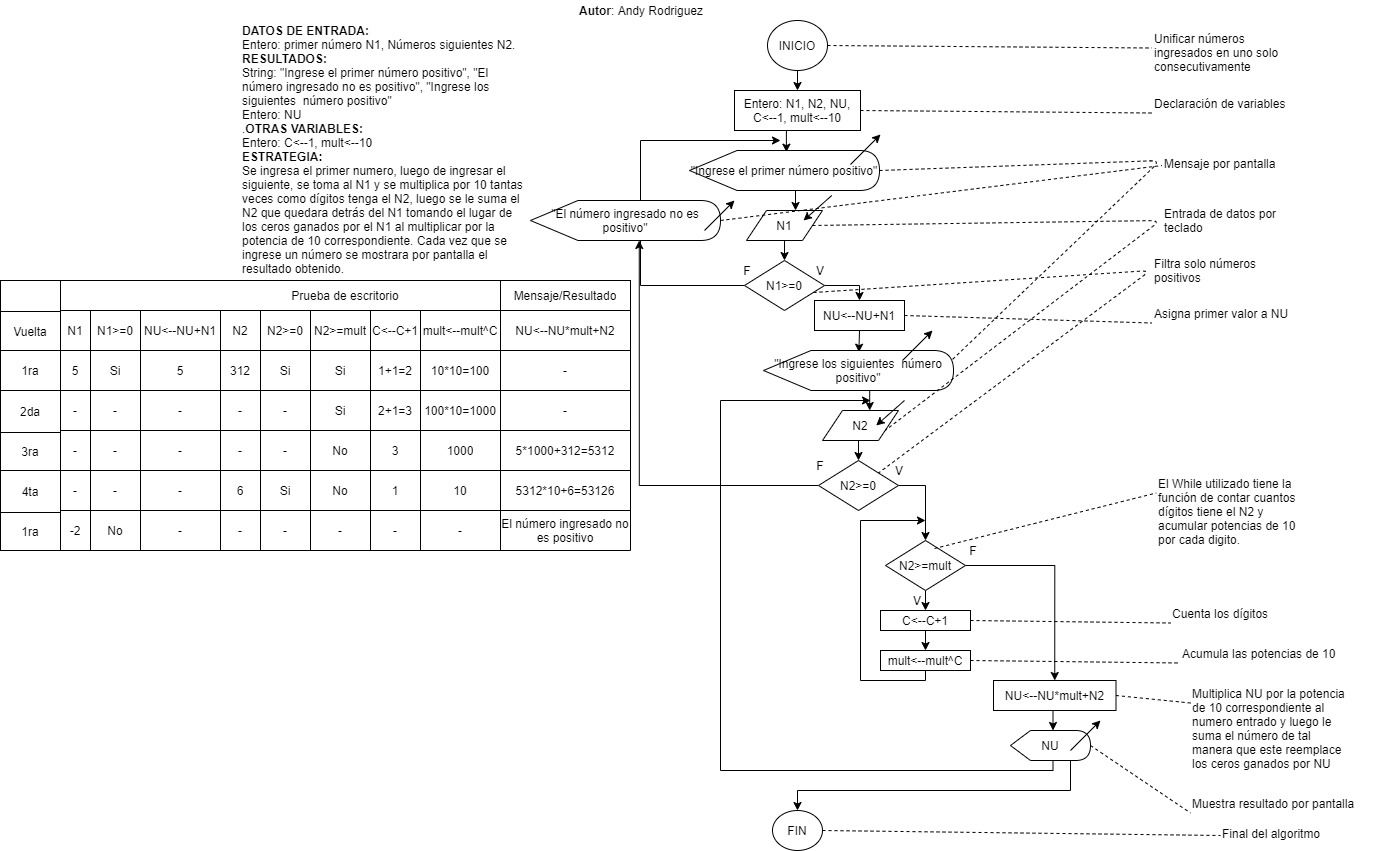 Autor: Andy Rodriguez
DATOS DE ENTRADA:
Entero: primer número N1, Números siguientes N2.
RESULTADOS:
String: "Ingrese el primer número positivo", "El
número ingresado no es positivo", "Ingrese los
siguientes número positivo"
Entero: NU
.OTRAS VARIABLES:
Entero: C<--1, mult<--10
ESTRATEGIA:
Se ingresa el primer numero, luego de ingresar el
siguiente, se toma al N1 y se multiplica por 10 tantas
veces como dígitos tenga el N2, luego se le suma el
N2 que quedara detrás del N1 tomando el lugar de
los ceros ganados por el N1 al multiplicar por la
potencia de 10 correspondiente. Cada vez que se
ingrese un número se mostrara por pantalla el
resultado obtenido.
Prueba de escritorio Mensaje/Resultado
Vuelta N1 N1>=0 NU<--NU+N1 N2 N2>=0 N2>=mult C<--C+1 mult<--mult^C NU<--NU*mult+N2
1ra 5 Si 5 312 Si Si 1+1=2 10*10=100 -
2da - - - - - Si 2+1=3 100*10=1000 -
3ra - - - - - No 3 1000 5*1000+312=5312
4ta - - - 6 Si No 1 10 5312*10+6=53126
1ra -2 No - - - - - - El número ingresado no
es positivo
INICIO
Unificar números
ingresados en uno solo
consecutivamente
Entero: N1, N2, NU,
C<--1, mult<--10
Declaración de variables
"Ingrese el primer número positivo"
Mensaje por pantalla
"El número ingresado no es
positivo"
N1
Entrada de datos por
teclado
F
V
N1>=0
Filtra solo números
positivos
NU<--NU+N1
Asigna primer valor a NU
"Ingrese los siguientes número
positivo"
N2
F
V
N2>=0
El While utilizado tiene la
función de contar cuantos
dígitos tiene el N2 y
acumular potencias de 10
por cada digito.
N2>=mult
F
V
C<--C+1
Cuenta los dígitos
mult<--mult^C
Acumula las potencias de 10
NU<--NU*mult+N2
Multiplica NU por la potencia
de 10 correspondiente al
numero entrado y luego le
suma el número de tal
manera que este reemplace
los ceros ganados por NU
NU
Muestra resultado por pantalla
FIN
Final del algoritmo